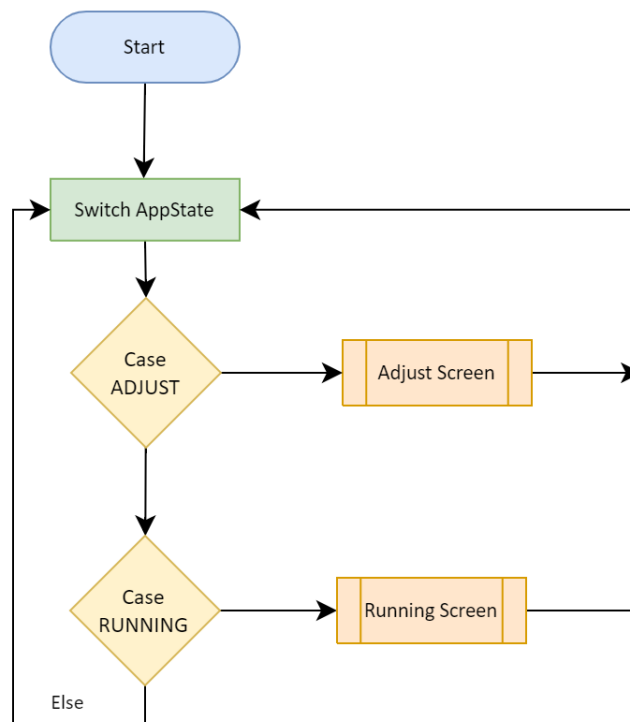 Start
Switch AppState
Case
ADJUST
Adjust Screen
Case
RUNNING
Running Screen
Else